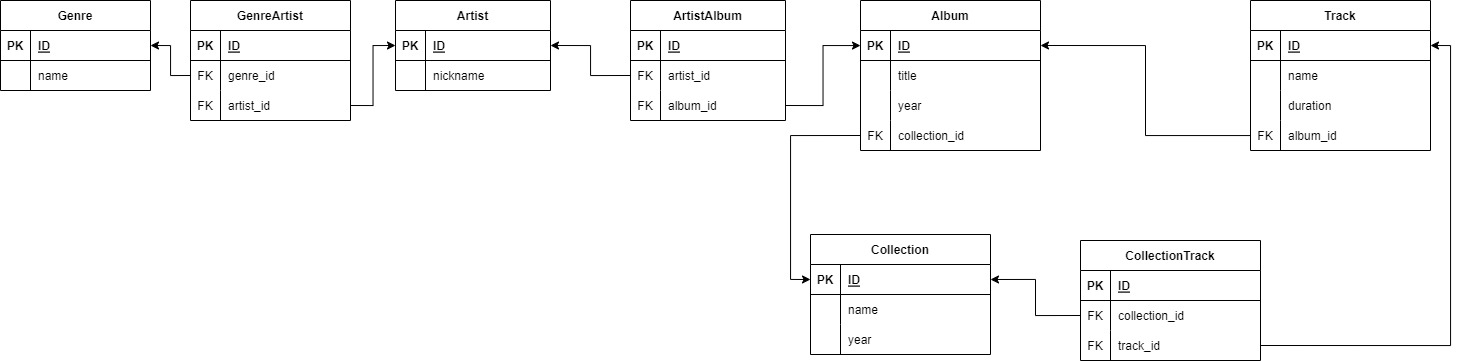 Genre
PK ID
name
GenreArtist
PK ID
FK genre_id
FK artist_id
Artist
PK ID
nickname
ArtistAlbum
PK ID
FK artist_id
FK album_id
Album
PK ID
title
year
FK collection_id
Track
PK ID
name
duration
FK album_id
Collection
PK ID
name
year
CollectionTrack
PK ID
FK collection_id
FK track_id